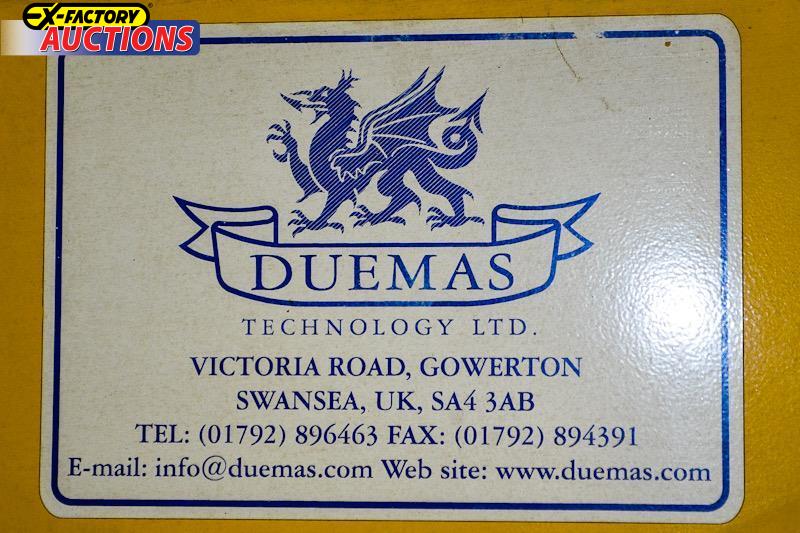 EX-FACTORY
AUCTIONS
DUEMAS
TECHNOLOGY LTD.
VICTORIA ROAD, GOWERTON
SWANSEA, UK, SA4 3AB
TEL: (01792) 896463 FAX: (01792) 894391
E-mail: info@duemas.com Web site: www.duemas.com